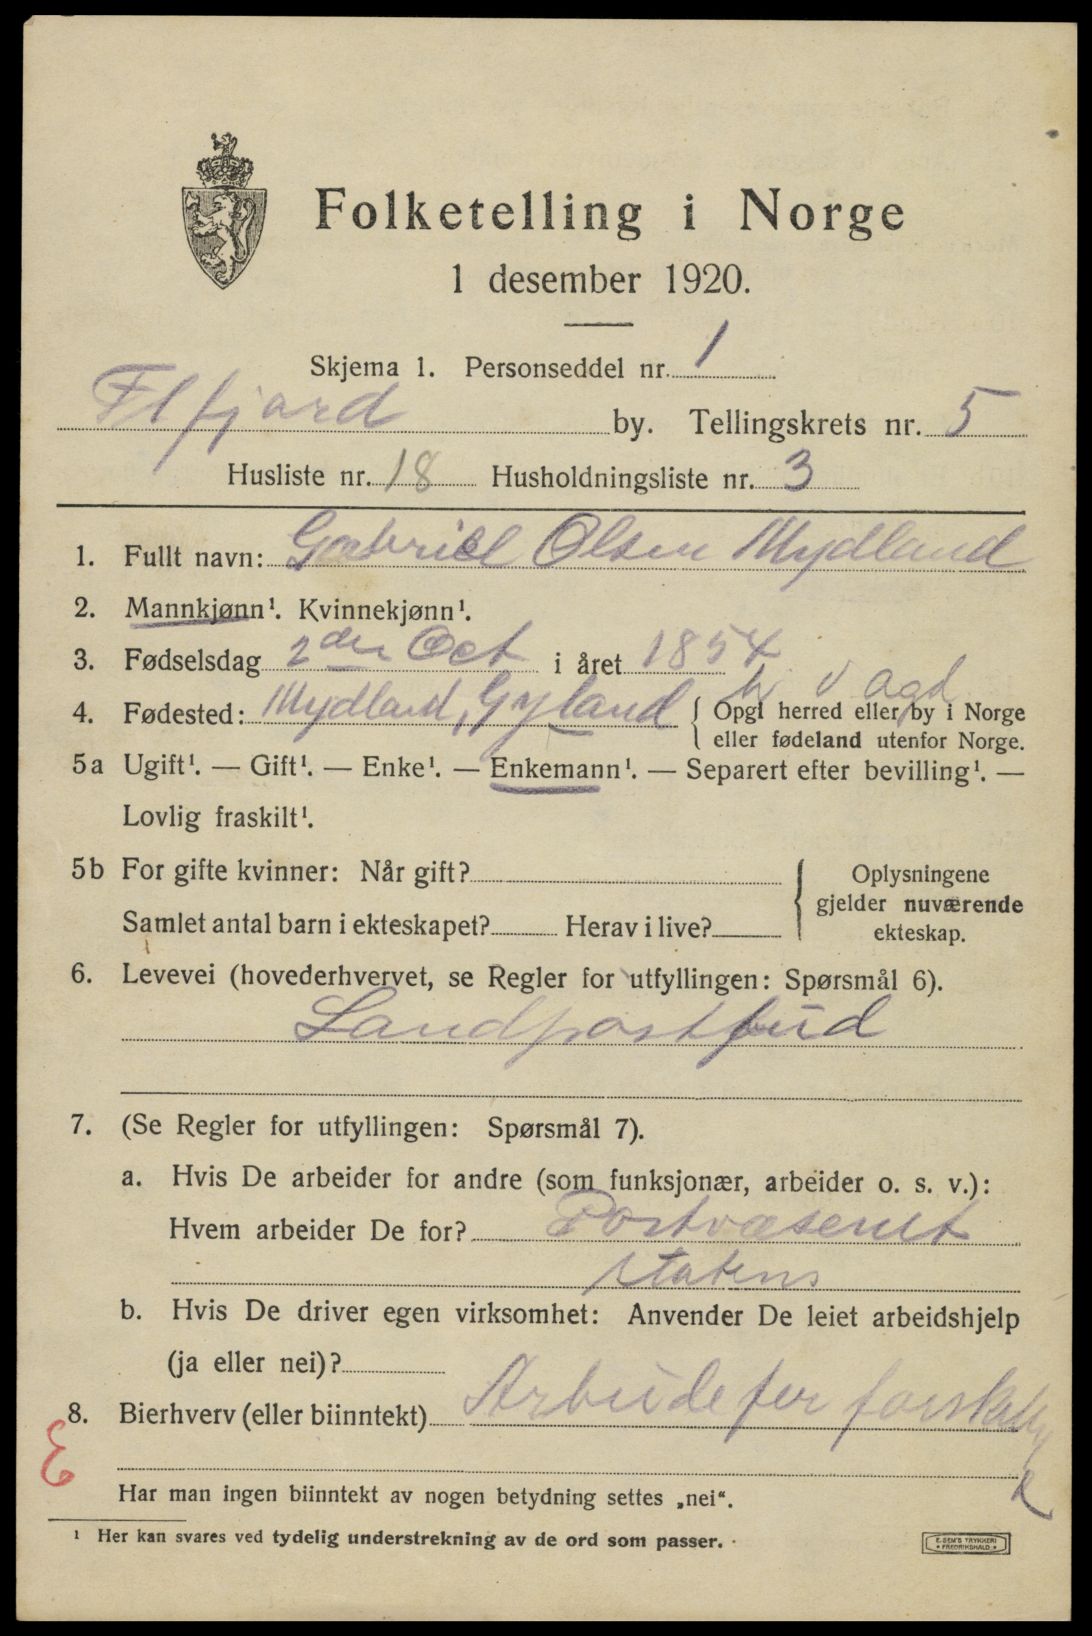 Folketelling i Norge
1 desember 1920.
Skjema 1. Personseddel nr. 1
Flfjord by. Tellingskrets nr. 5
Husliste nr. 18 Husholdningsliste nr. 3
1. Fullt navn: Gabriel Olsen Mydland
2. Mannkjønn¹. Kvinnekjønn¹.
3. Fødselsdag 2den Oct i året 1854
v agd
4. Fødested: Mydland, Gyland { Opgi herred eller by i Norge
eller fødeland utenfor Norge.
5a Ugift¹. — Gift¹. — Enke¹. — Enkemann¹. — Separert efter bevilling¹. —
Lovlig fraskilt¹.
5b For gifte kvinner: Når gift? Oplysningene
gjelder nuværende
Samlet antal barn i ekteskapet? Herav i live? ekteskap.
6. Levevei (hovederhvervet, se Regler for utfyllingen: Spørsmål 6).
Landpostbud
7. (Se Regler for utfyllingen: Spørsmål 7).
a. Hvis De arbeider for andre (som funksjonær, arbeider o. s. v.):
Hvem arbeider De for? Postvæsenet
statens
b. Hvis De driver egen virksomhet: Anvender De leiet arbeidshjelp
(ja eller nei)?
8. Bierhverv (eller biinntekt) Arbeide for
E
Har man ingen biinntekt av nogen betydning settes „nei“.
¹ Her kan svares ved tydelig understrekning av de ord som passer.
E. SEM'S TRYKKERI
FREDRIKSHALD